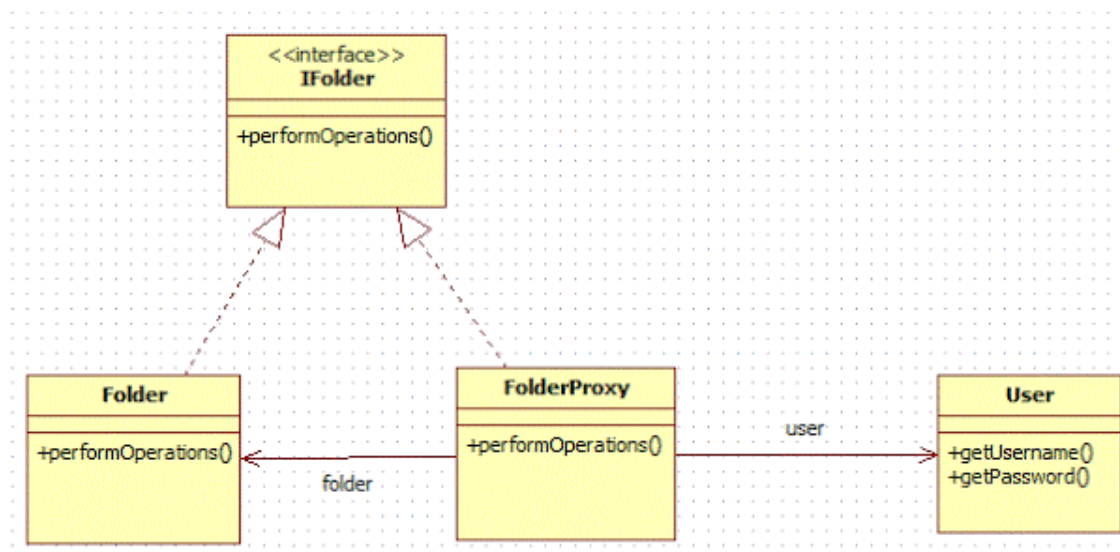 <<interface>>
IFolder
+performOperations()
Folder
+performOperations()
folder
FolderProxy
+performOperations()
user
User
+getUsername()
+getPassword()